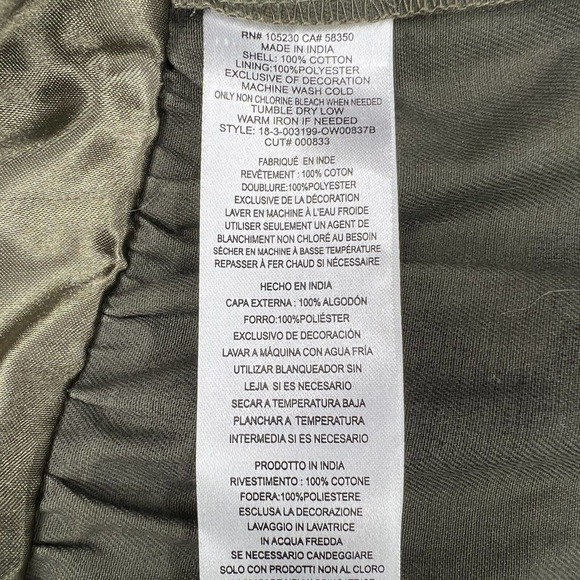 RN# 105230 CA# 58350
MADE IN INDIA
SHELL: 100% COTTON
LINING:100%POLYESTER
EXCLUSIVE OF DECORATION
MACHINE WASH COLD
ONLY NON CHLORINE BLEACH WHEN NEEDED
TUMBLE DRY LOW
WARM IRON IF NEEDED
STYLE: 18-3-003199-OW00837B
CUT# 000833
FABRIQUÉ EN INDE
REVÊTEMENT : 100% COTON
DOUBLURE:100%POLYESTER
EXCLUSIVE DE LA DÉCORATION
LAVER EN MACHINE À L'EAU FROIDE
UTILISER SEULEMENT UN AGENT DE
BLANCHIMENT NON CHLORÉ AU BESOIN
SÉCHER EN MACHINE À BASSE TEMPÉRATURE
REPASSER À FER CHAUD SI NÉCESSAIRE
HECHO EN INDIA
CAPA EXTERNA : 100% ALGODÓN
FORRO:100%POLIÉSTER
EXCLUSIVO DE DECORACIÓN
LAVAR A MÁQUINA CON AGUA FRÍA
UTILIZAR BLANQUEADOR SIN
LEJIA SI ES NECESARIO
SECAR A TEMPERATURA BAJA
PLANCHAR A TEMPERATURA
INTERMEDIA SI ES NECESARIO
PRODOTTO IN INDIA
RIVESTIMENTO : 100% COTONE
FODERA:100%POLIESTERE
ESCLUSA LA DECORAZIONE
LAVAGGIO IN LAVATRICE
IN ACQUA FREDDA
SE NECESSARIO CANDEGGIARE
SOLO CON PRODOTTI NON AL CLORO